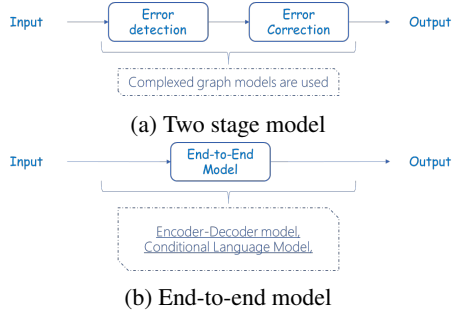 Input
Error
detection
Error
Correction
Output
Complexed graph models are used
(a) Two stage model
Input
End-to-End
Model
Output
Encoder-Decoder model,
Conditional Language Model,
(b) End-to-end model